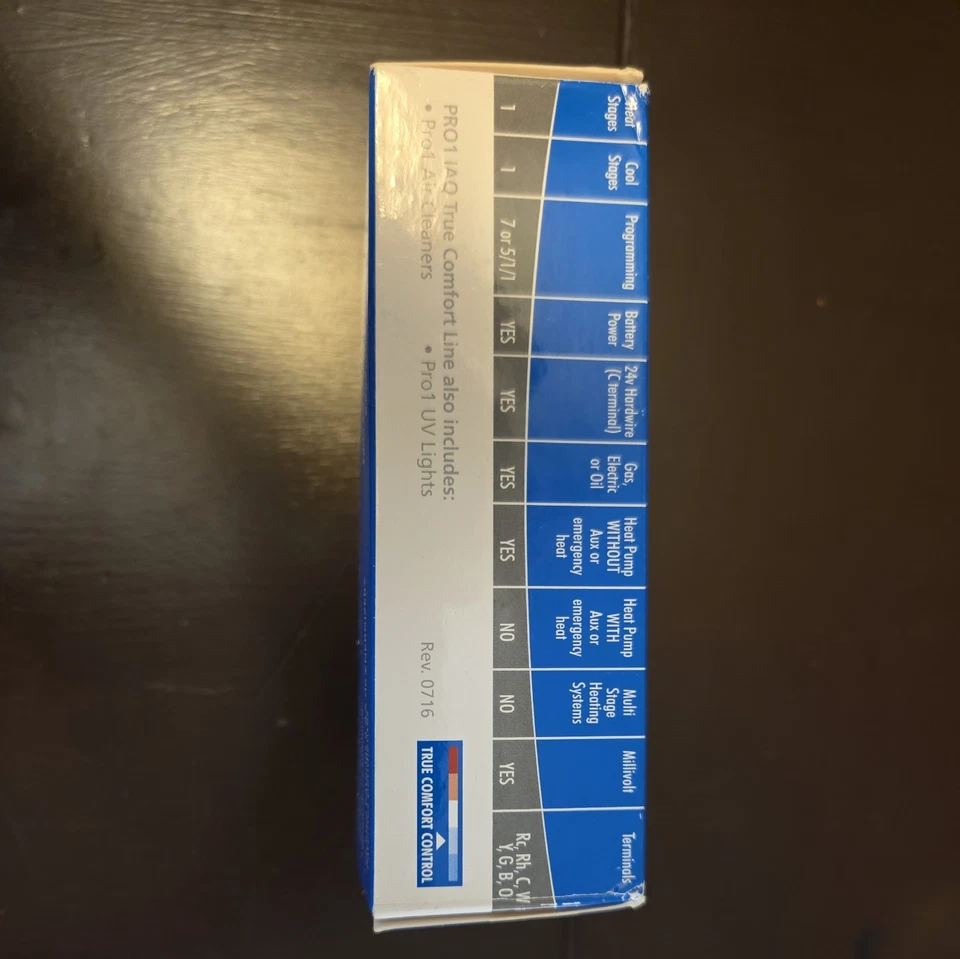 Heat
Stages
Cool
Stages
Programming
Battery
Power
24v Hardwire
(C terminal)
Gas,
Electric
or Oil
Heat Pump
WITHOUT
Aux or
emergency
heat
Heat Pump
WITH
Aux or
emergency
heat
Multi
Stage
Heating
Systems
Millivolt
Terminals
1
1
7 or 5/1/1
YES
YES
YES
YES
NO
NO
YES
Rc, Rh, C, W
Y, G, B, O
PRO1 IAQ True Comfort Line also includes:
• Pro1 Air Cleaners • Pro1 UV Lights
Rev. 0716
TRUE COMFORT CONTROL